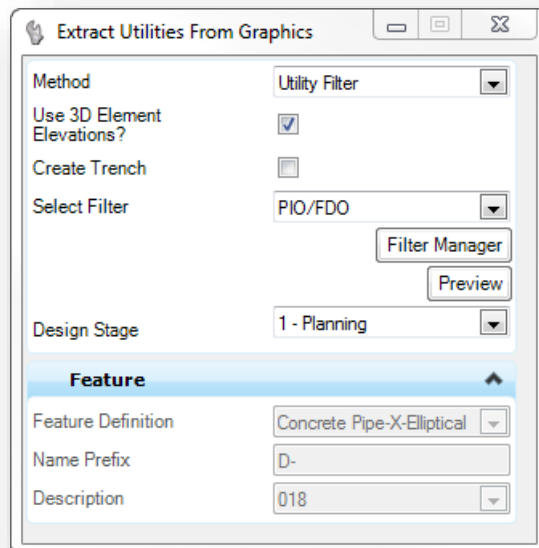 Extract Utilities From Graphics
Method Utility Filter
Use 3D Element
Elevations?
Create Trench
Select Filter PIO/FDO
Filter Manager
Preview
Design Stage 1 - Planning
Feature
Feature Definition Concrete Pipe-X-Elliptical
Name Prefix D-
Description 018